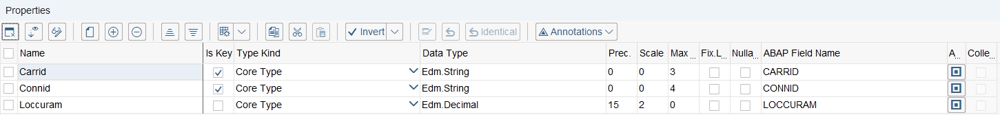 Properties
Invert
Identical
Annotations
Name Is Key Type Kind Data Type Prec. Scale Max ... Fix.L... Nulla... ABAP Field Name A... Colle...
Carrid Core Type Edm.String 0 0 3 CARRID
Connid Core Type Edm.String 0 0 4 CONNID
Loccuram Core Type Edm.Decimal 15 2 0 LOCCURAM